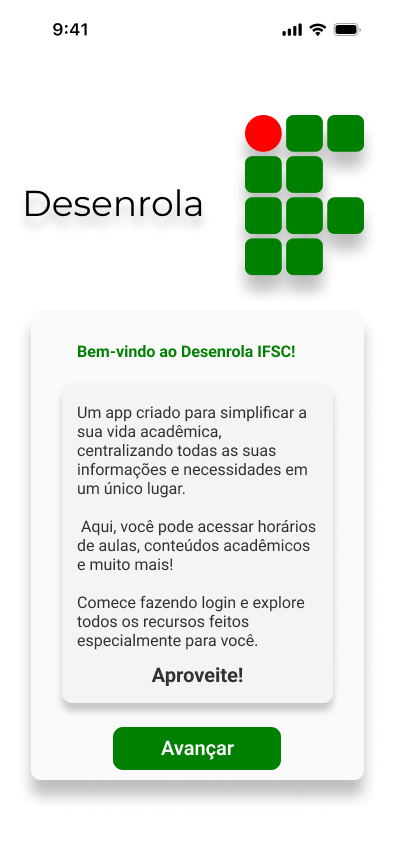 9:41
Desenrola
Bem-vindo ao Desenrola IFSC!
Um app criado para simplificar a
sua vida acadêmica,
centralizando todas as suas
informações e necessidades em
um único lugar.
Aqui, você pode acessar horários
de aulas, conteúdos acadêmicos
e muito mais!
Comece fazendo login e explore
todos os recursos feitos
especialmente para você.
Aproveite!
Avançar